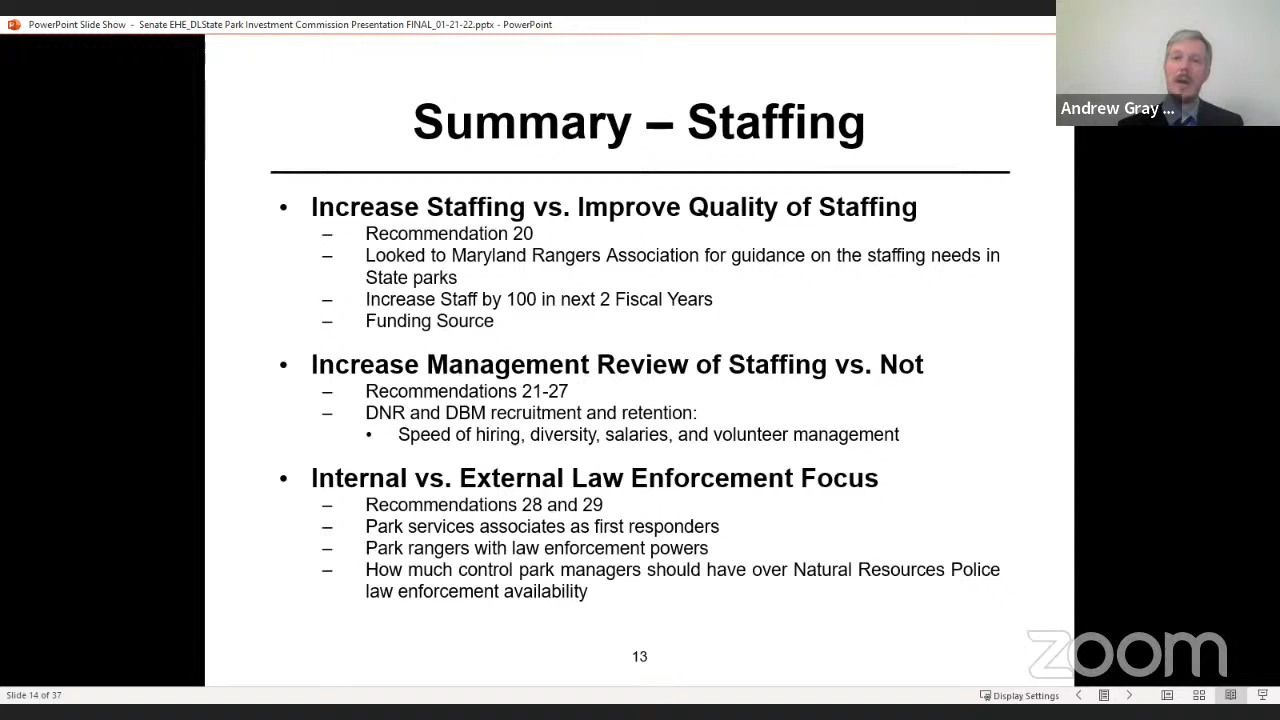 PowerPoint Slide Show - Senate EHE_DLState Park Investment Commission Presentation FINAL_01-21-22.pptx - PowerPoint
Andrew Gray ...
Summary – Staffing
• Increase Staffing vs. Improve Quality of Staffing
– Recommendation 20
– Looked to Maryland Rangers Association for guidance on the staffing needs in
State parks
– Increase Staff by 100 in next 2 Fiscal Years
– Funding Source
• Increase Management Review of Staffing vs. Not
– Recommendations 21-27
– DNR and DBM recruitment and retention:
• Speed of hiring, diversity, salaries, and volunteer management
• Internal vs. External Law Enforcement Focus
– Recommendations 28 and 29
– Park services associates as first responders
– Park rangers with law enforcement powers
– How much control park managers should have over Natural Resources Police
law enforcement availability
13
zoom
Slide 14 of 37
Display Settings